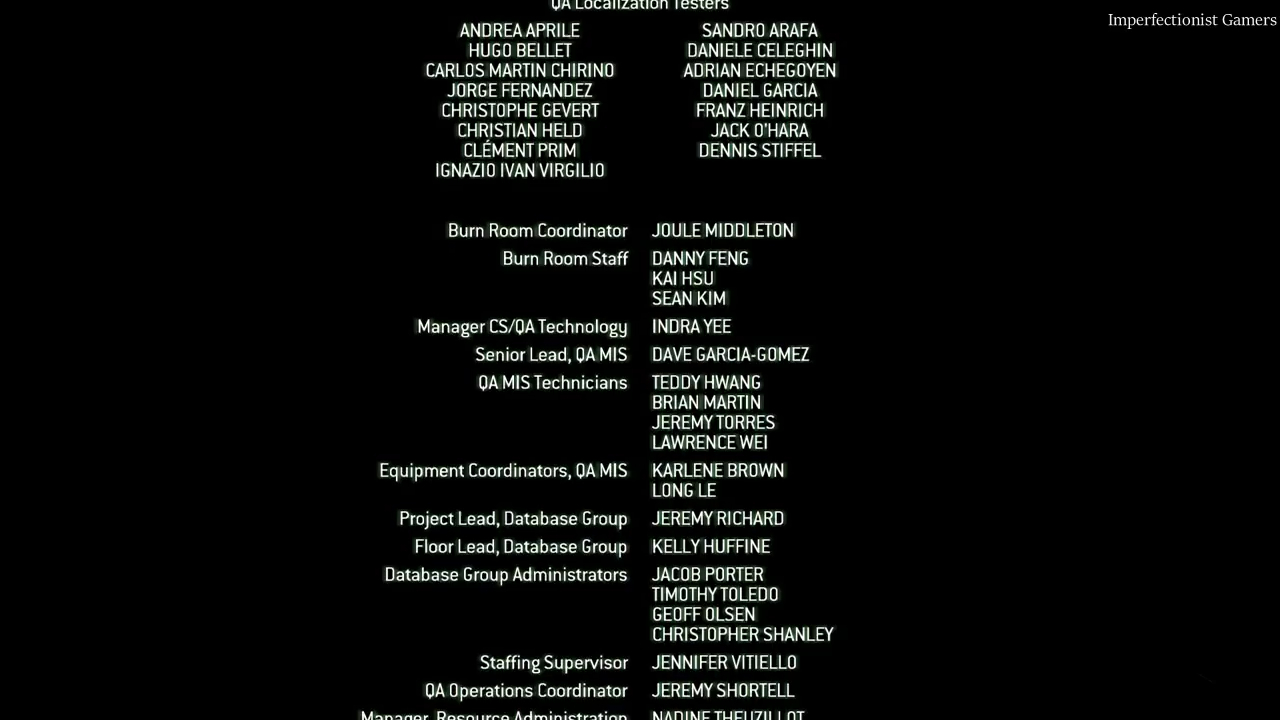 QA Localization Testers
Imperfectionist Gamers
ANDREA APRILE SANDRO ARAFA
HUGO BELLET DANIELE CELEGHIN
CARLOS MARTIN CHIRINO ADRIAN ECHEGOYEN
JORGE FERNANDEZ DANIEL GARCIA
CHRISTOPHE GEVERT FRANZ HEINRICH
CHRISTIAN HELD JACK O'HARA
CLÉMENT PRIM DENNIS STIFFEL
IGNAZIO IVAN VIRGILIO
Burn Room Coordinator JOULE MIDDLETON
Burn Room Staff DANNY FENG
KAI HSU
SEAN KIM
Manager CS/QA Technology INDRA YEE
Senior Lead, QA MIS DAVE GARCIA-GOMEZ
QA MIS Technicians TEDDY HWANG
BRIAN MARTIN
JEREMY TORRES
LAWRENCE WEI
Equipment Coordinators, QA MIS KARLENE BROWN
LONG LE
Project Lead, Database Group JEREMY RICHARD
Floor Lead, Database Group KELLY HUFFINE
Database Group Administrators JACOB PORTER
TIMOTHY TOLEDO
GEOFF OLSEN
CHRISTOPHER SHANLEY
Staffing Supervisor JENNIFER VITIELLO
QA Operations Coordinator JEREMY SHORTELL
Manager, Resource Administration NADINE THEUZILLOT